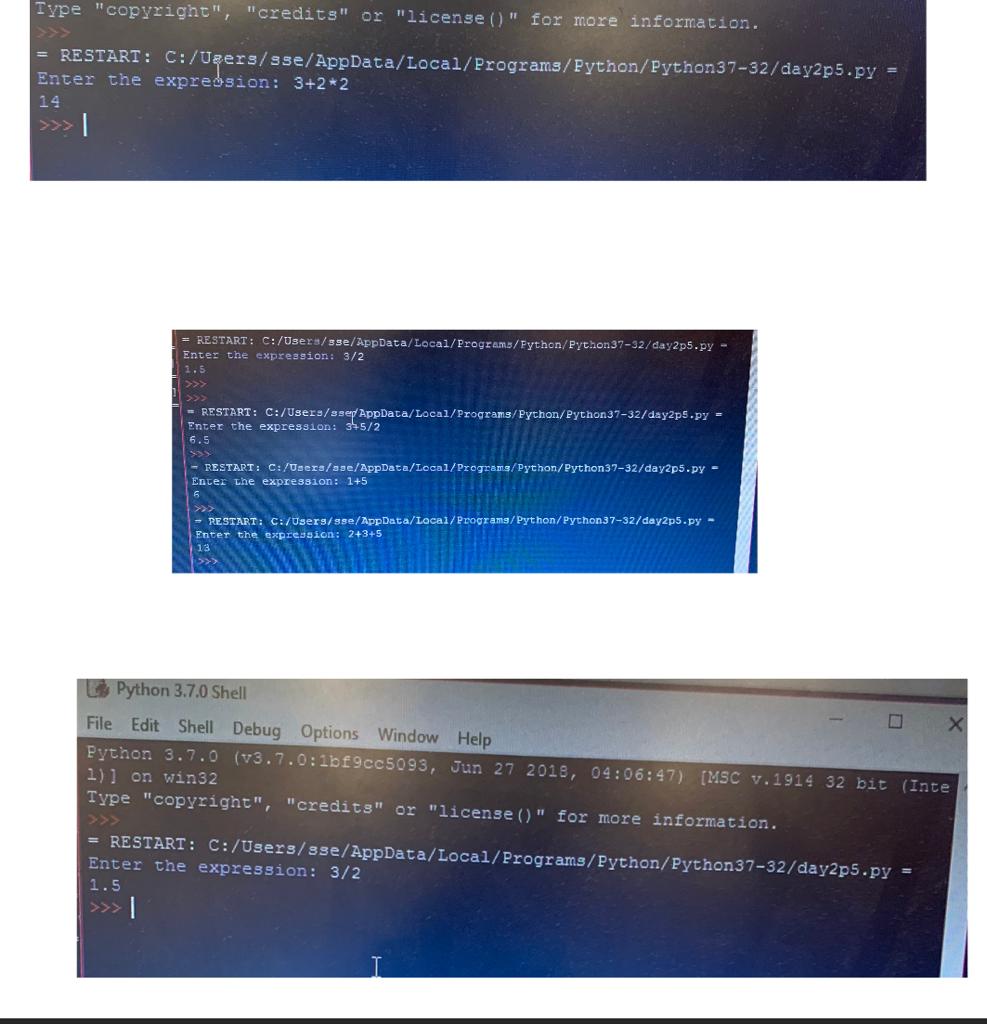 Type "copyright", "credits" or "license()" for more information.
>>>
= RESTART: C:/Users/sse/AppData/Local/Programs/Python/Python37-32/day2p5.py =
Enter the expression: 3+2*2
14
>>>
= RESTART: C:/Users/sse/AppData/Local/Programs/Python/Python37-32/day2p5.py =
Enter the expression: 3/2
1.5
>>>
>>>
= RESTART: C:/Users/sse/AppData/Local/Programs/Python/Python37-32/day2p5.py =
Enter the expression: 3+5/2
6.5
>>>
= RESTART: C:/Users/sse/AppData/Local/Programs/Python/Python37-32/day2p5.py =
Enter the expression: 1+5
6
>>>
= RESTART: C:/Users/sse/AppData/Local/Programs/Python/Python37-32/day2p5.py =
Enter the expression: 2+3+5
13
>>>
Python 3.7.0 Shell
File Edit Shell Debug Options Window Help
Python 3.7.0 (v3.7.0:1bf9cc5093, Jun 27 2018, 04:06:47) [MSC v.1914 32 bit (Inte
l)] on win32
Type "copyright", "credits" or "license()" for more information.
>>>
= RESTART: C:/Users/sse/AppData/Local/Programs/Python/Python37-32/day2p5.py =
Enter the expression: 3/2
1.5
>>>